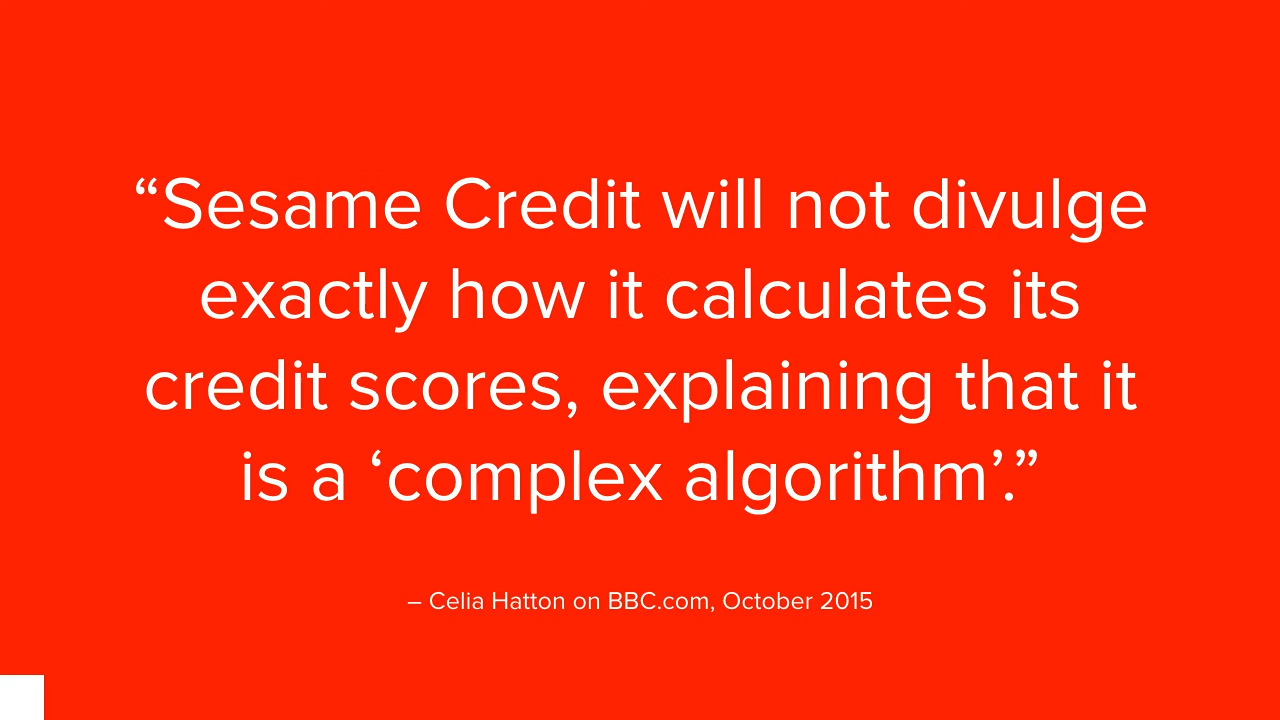 “Sesame Credit will not divulge
exactly how it calculates its
credit scores, explaining that it
is a ‘complex algorithm’.”
– Celia Hatton on BBC.com, October 2015